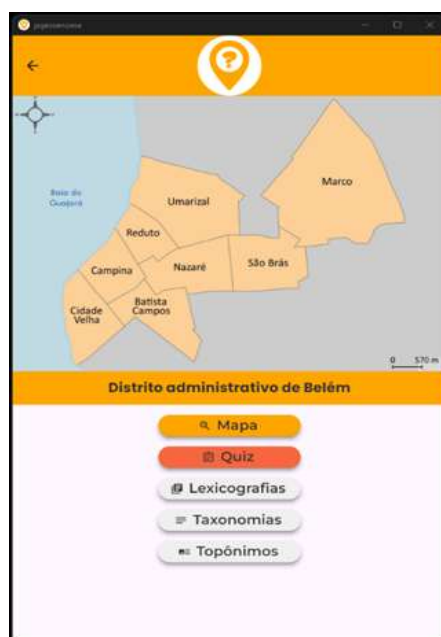 ?
Baía do
Guajará
Marco
Umarizal
Reduto
Campina
Nazaré
São Brás
Cidade
Velha
Batista
Campos
0 570 m
Distrito administrativo de Belém
Mapa
Quiz
Lexicografias
Taxonomias
Topônimos